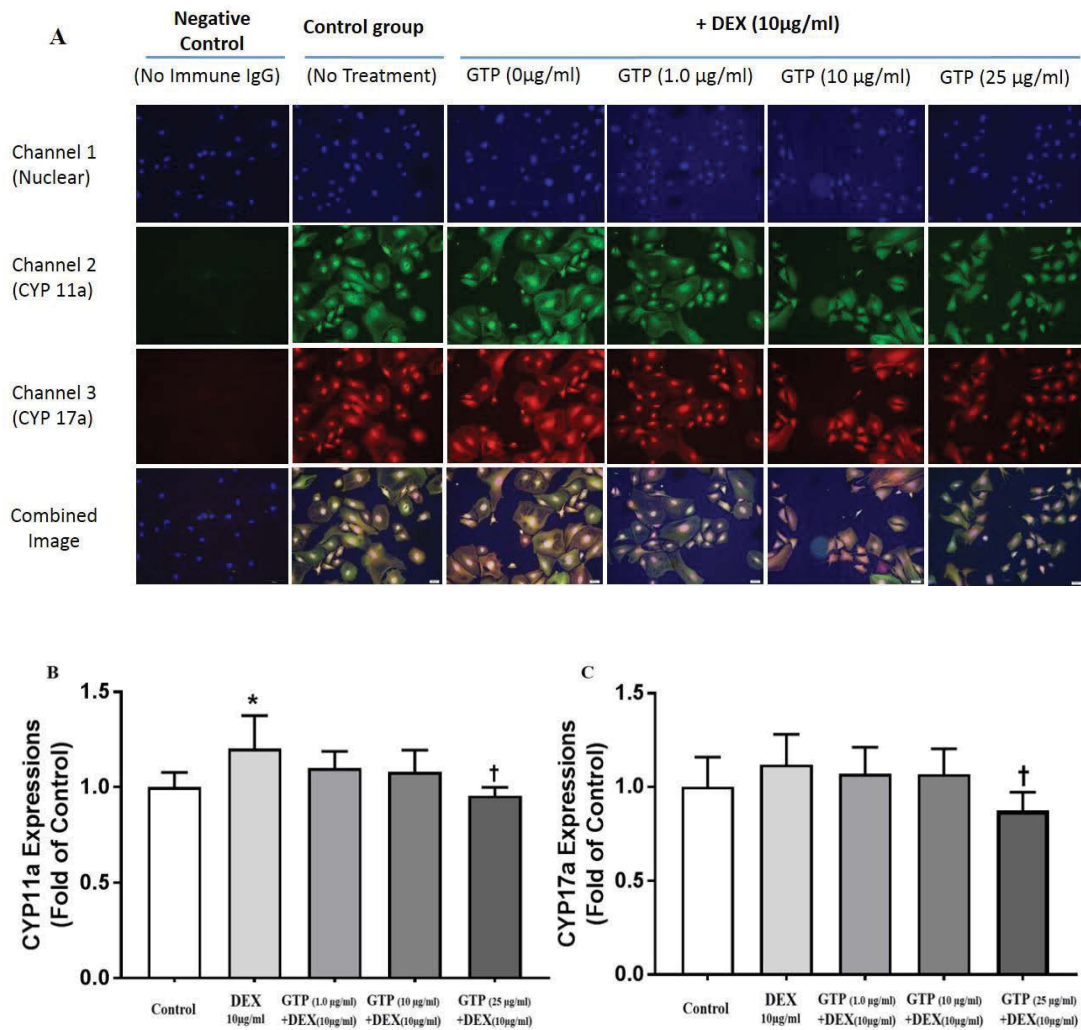 A
Negative
Control
Control group
+ DEX (10µg/ml)
(No Immune IgG)
(No Treatment)
GTP (0µg/ml)
GTP (1.0 µg/ml)
GTP (10 µg/ml)
GTP (25 µg/ml)
Channel 1
(Nuclear)
Channel 2
(CYP 11a)
Channel 3
(CYP 17a)
Combined
Image
B
CYP11a Expressions
(Fold of Control)
1.5
1.0
0.5
0.0
*
†
Control
DEX
10µg/ml
GTP (1.0 µg/ml)
+DEX(10µg/ml)
GTP (10 µg/ml)
+DEX(10µg/ml)
GTP (25 µg/ml)
+DEX(10µg/ml)
C
CYP17a Expressions
(Fold of Control)
1.5
1.0
0.5
0.0
†
Control
DEX
10µg/ml
GTP (1.0 µg/ml)
+DEX(10µg/ml)
GTP (10 µg/ml)
+DEX(10µg/ml)
GTP (25 µg/ml)
+DEX(10µg/ml)